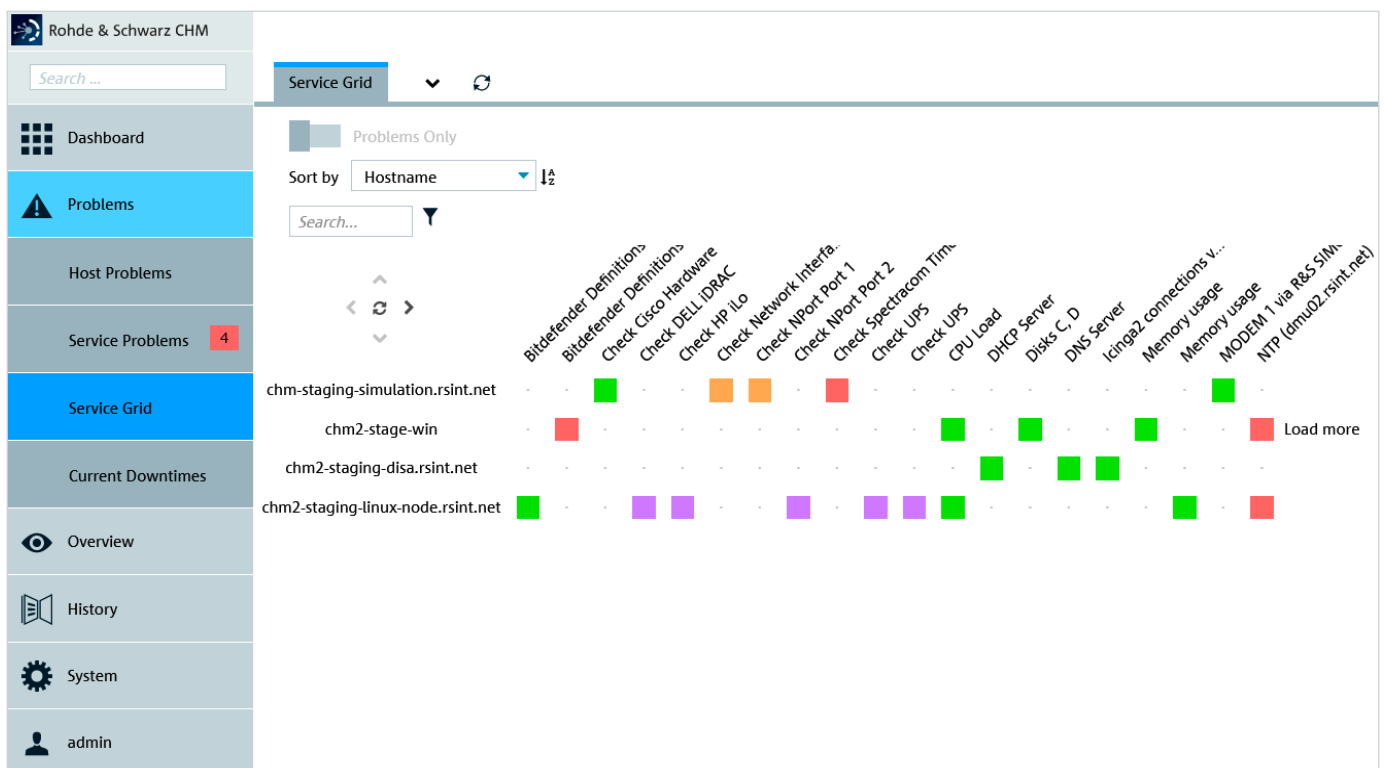 Rohde & Schwarz CHM
Search ...
Service Grid
Dashboard
Problems Only
Sort by Hostname
Problems
Search...
Host Problems
Service Problems 4
Service Grid
Current Downtimes
Overview
History
System
admin
Bitdefender Definitions
Bitdefender Definitions
Check Cisco Hardware
Check DELL iDRAC
Check HP iLo
Check Network Interfa...
Check NPort Port 1
Check NPort Port 2
Check Spectracom Time
Check UPS
Check UPS
CPU Load
DHCP Server
Disks C, D
DNS Server
Icinga2 connections v...
Memory usage
Memory usage
MODEM 1 via R&S
NTP (dmu02.rsint.net)
chm-staging-simulation.rsint.net
chm2-stage-win Load more
chm2-staging-disa.rsint.net
chm2-staging-linux-node.rsint.net